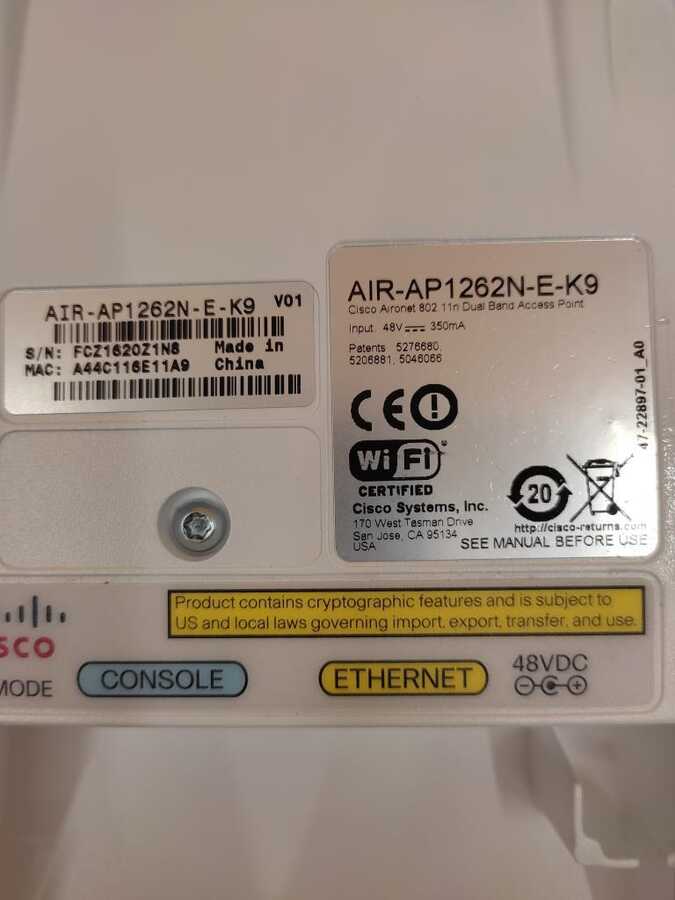 AIR-AP1262N-E-K9 V01
S/N: FCZ1620Z1N8 Made in
MAC: A44C116E11A9 China
AIR-AP1262N-E-K9
Cisco Aironet 802 11n Dual Band Access Point
Input 48V 350mA
Patents 5276680,
5206881, 5046066
47-22897-01_A0
CE
Wi Fi
CERTIFIED
Cisco Systems, Inc.
170 West Tasman Drive
San Jose, CA 95134
USA
20
http://cisco-returns.com
SEE MANUAL BEFORE USE
Product contains cryptographic features and is subject to
US and local laws governing import, export, transfer, and use.
ISCO
MODE
CONSOLE
ETHERNET
48VDC